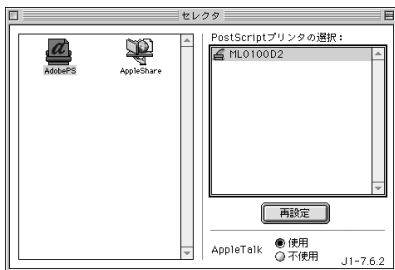 セレクタ
AdobePS
AppleShare
PostScriptプリンタの選択:
ML0100D2
再設定
AppleTalk
使用
不使用
J1-7.6.2